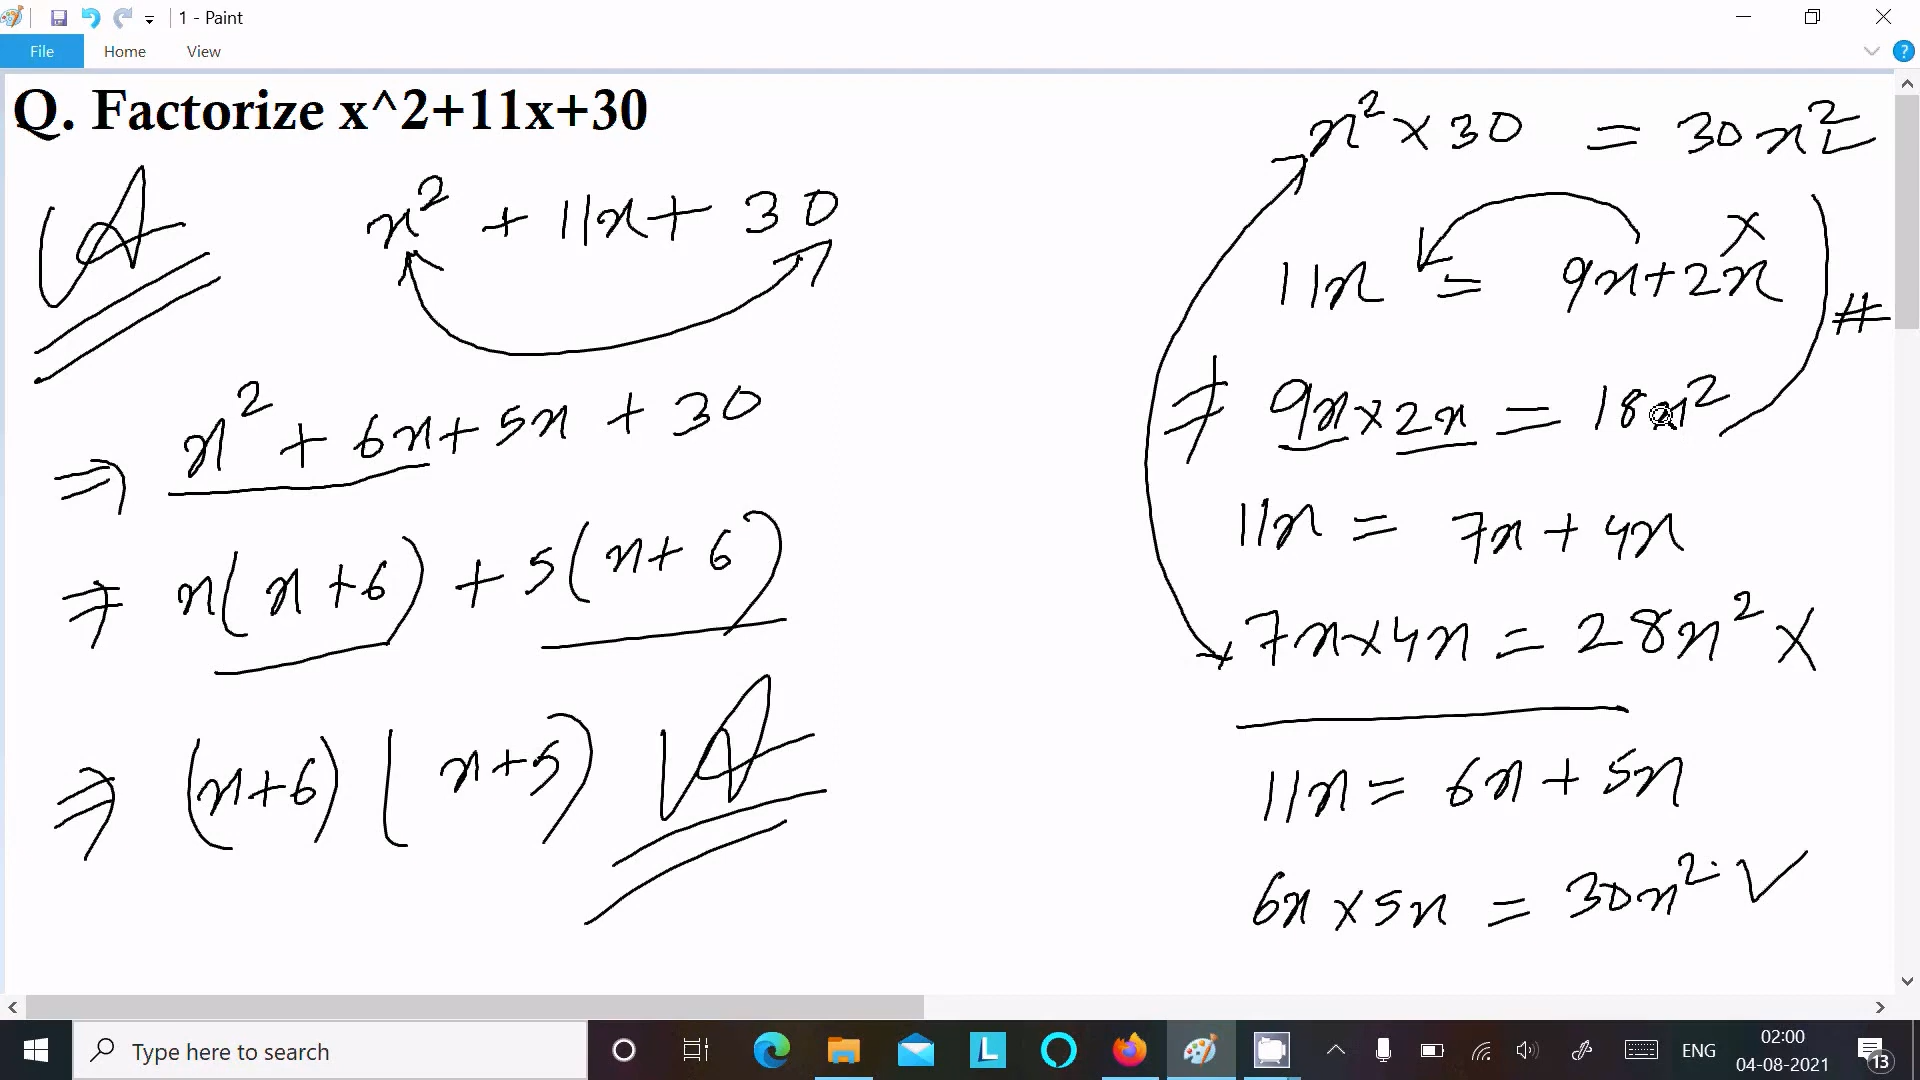 1 - Paint
File Home View
Q. Factorize x^2+11x+30
x² + 11x + 30
⇒ x² + 6x + 5x + 30
⇒ x(x+6) + 5(x+6)
⇒ (x+6)(x+5)
x² × 30 = 30x²
11x = 9x+2x ×
⇒ 9x × 2x = 18x²
#
11x = 7x + 4x
7x×4x = 28x² ×
11x = 6x + 5x
6x × 5x = 30x² ✓
Type here to search
L
ENG
02:00
04-08-2021
13